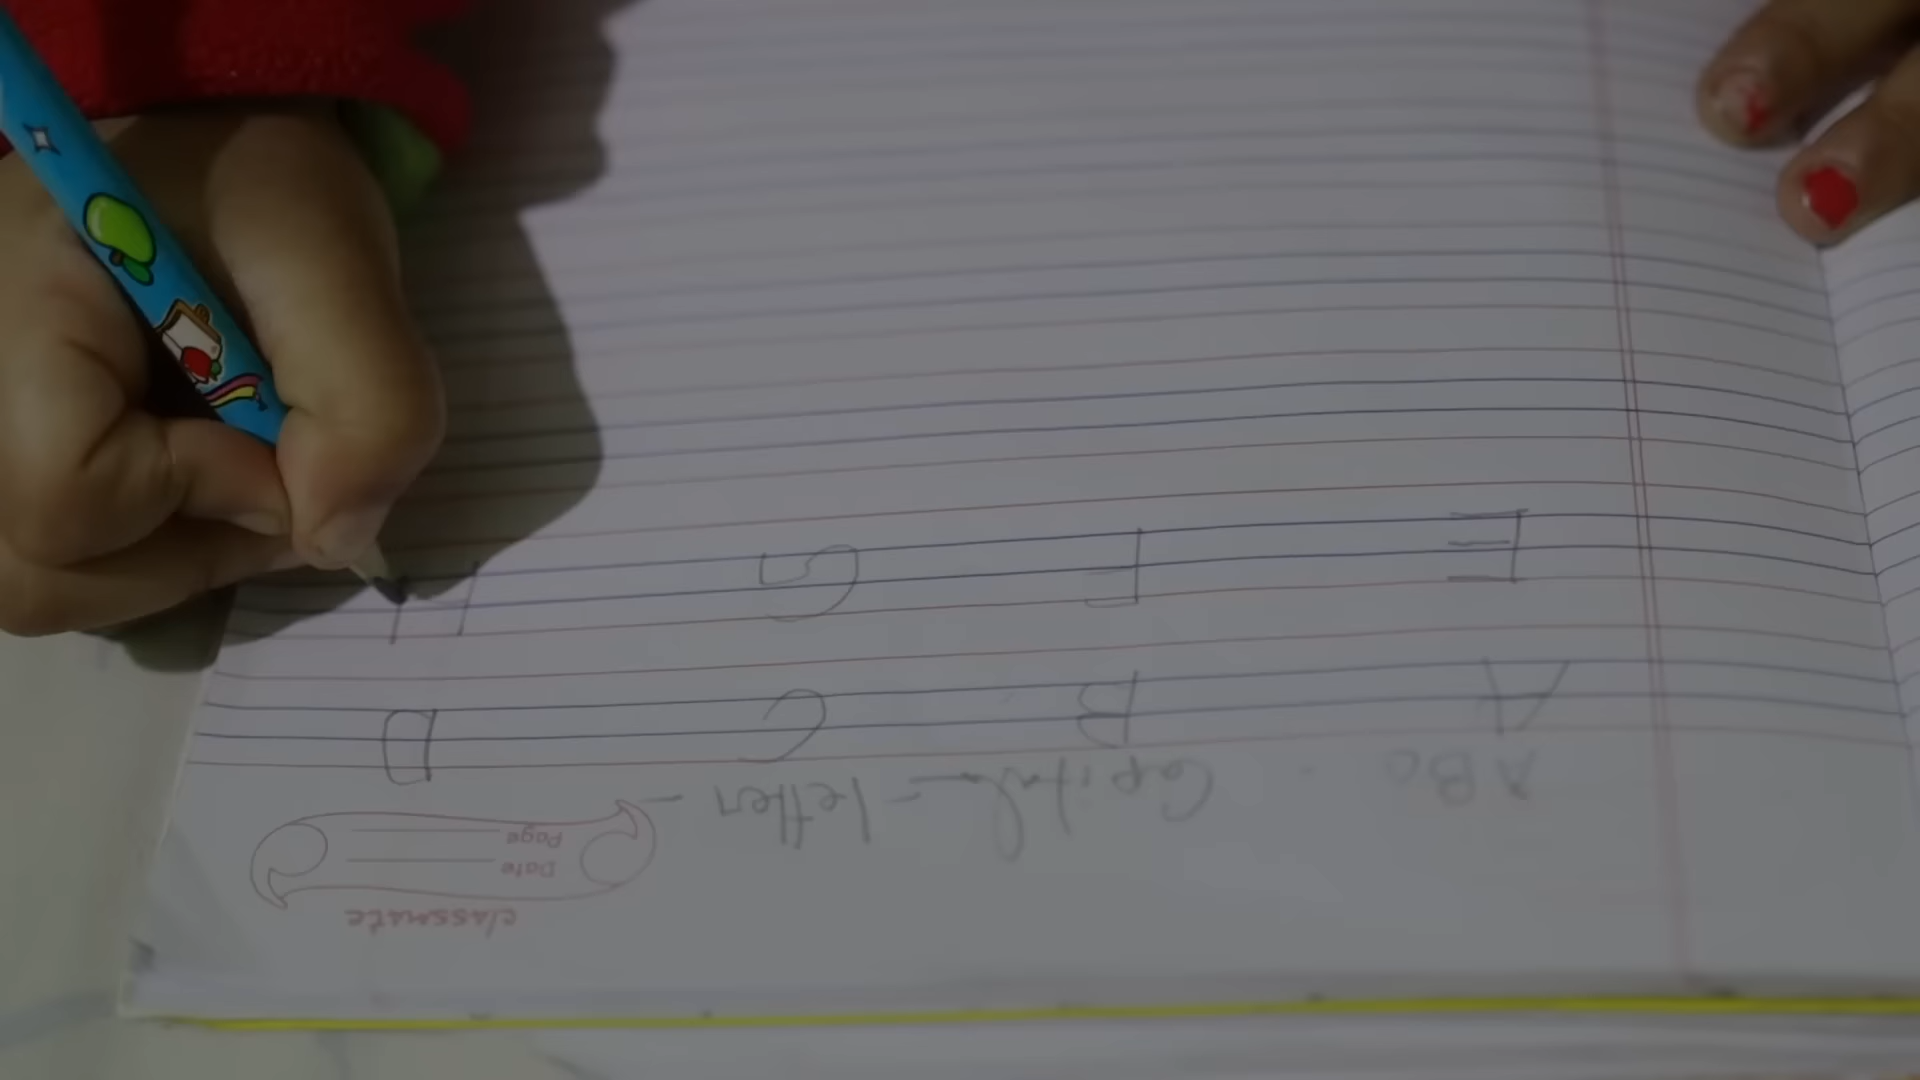 classmate
Date
Page
ABC Capital - letter -
A B C D
E F G H